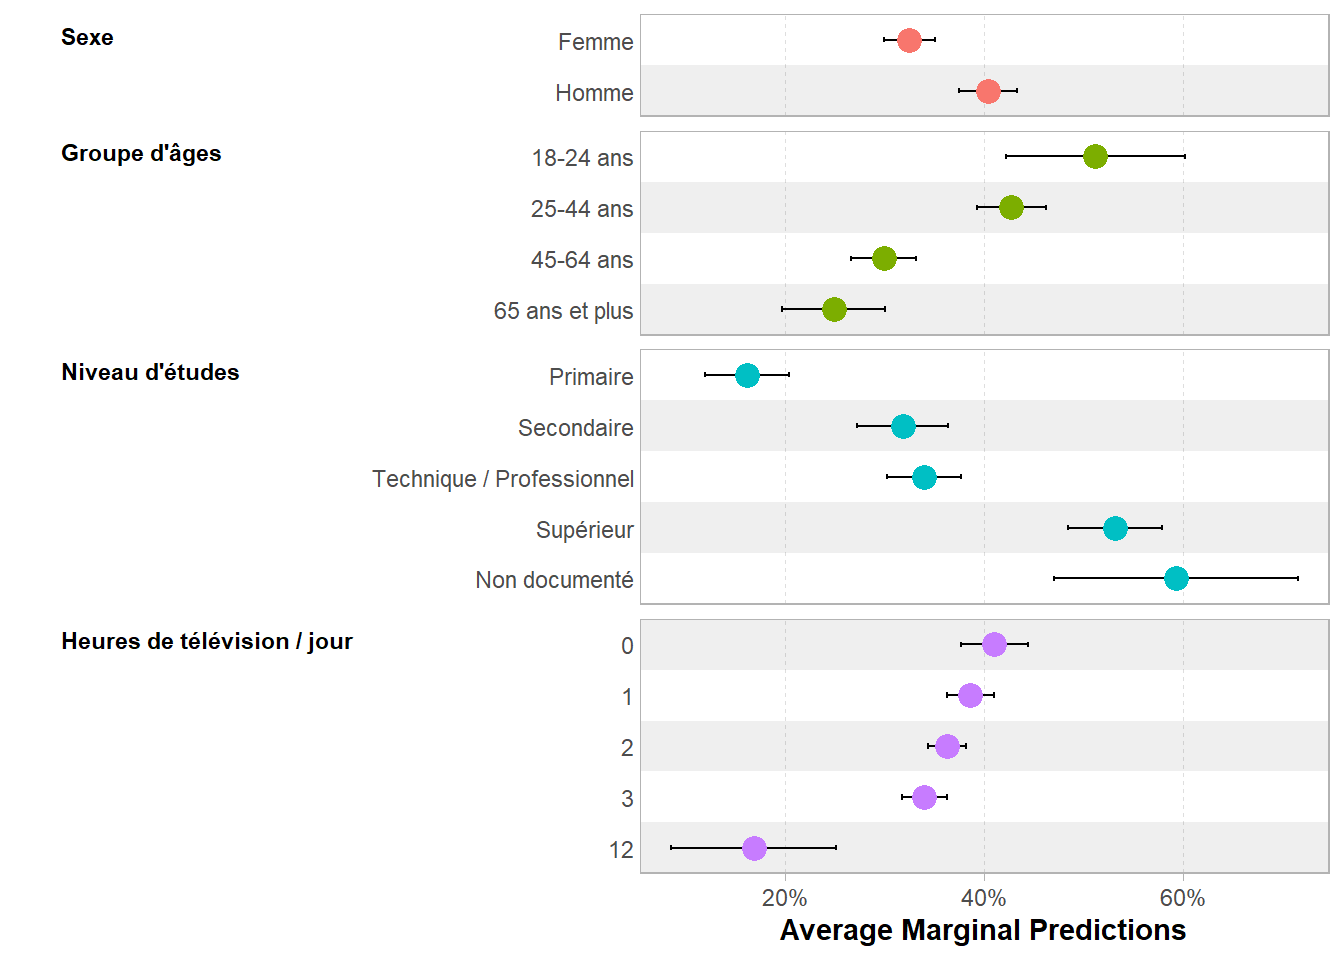 Sexe
Femme
Homme
Groupe d'âges
18-24 ans
25-44 ans
45-64 ans
65 ans et plus
Niveau d'études
Primaire
Secondaire
Technique / Professionnel
Supérieur
Non documenté
Heures de télévision / jour
0
1
2
3
12
20% 40% 60%
Average Marginal Predictions